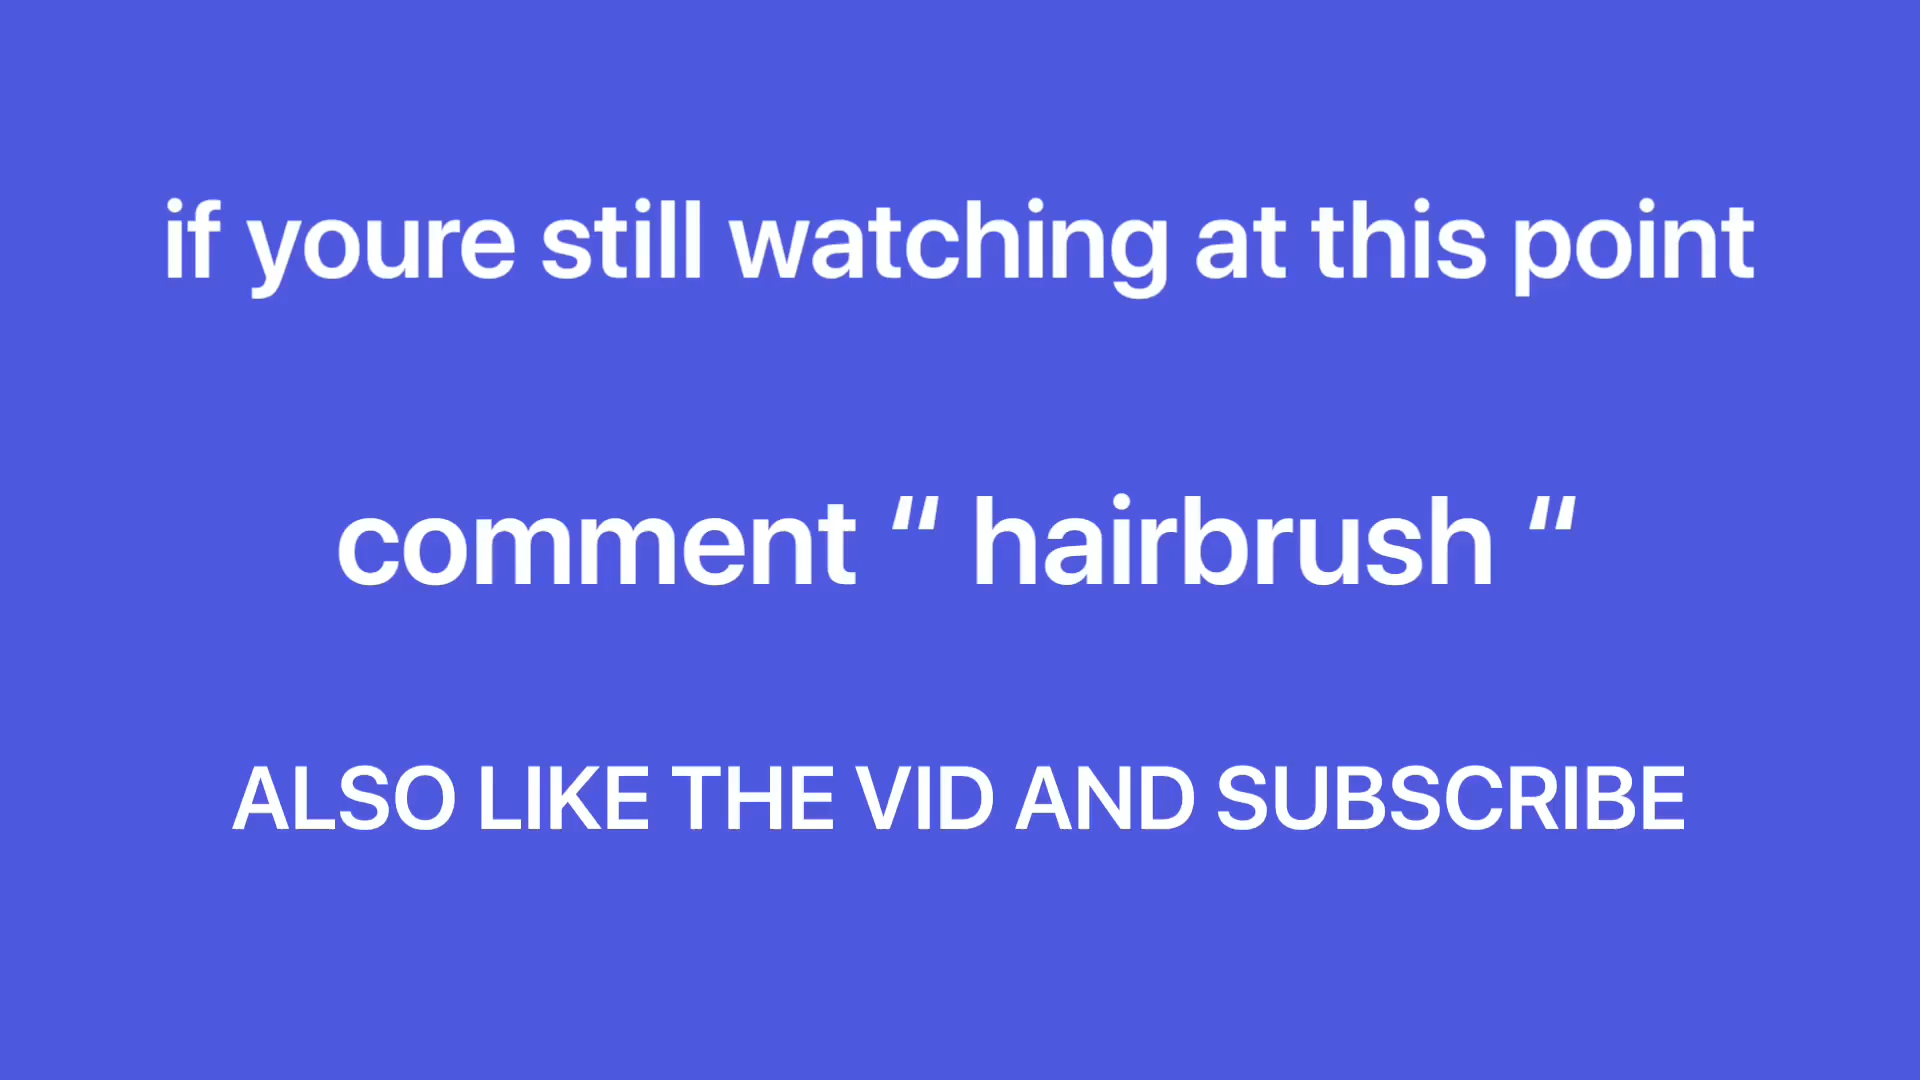 if youre still watching at this point
comment “ hairbrush “
ALSO LIKE THE VID AND SUBSCRIBE